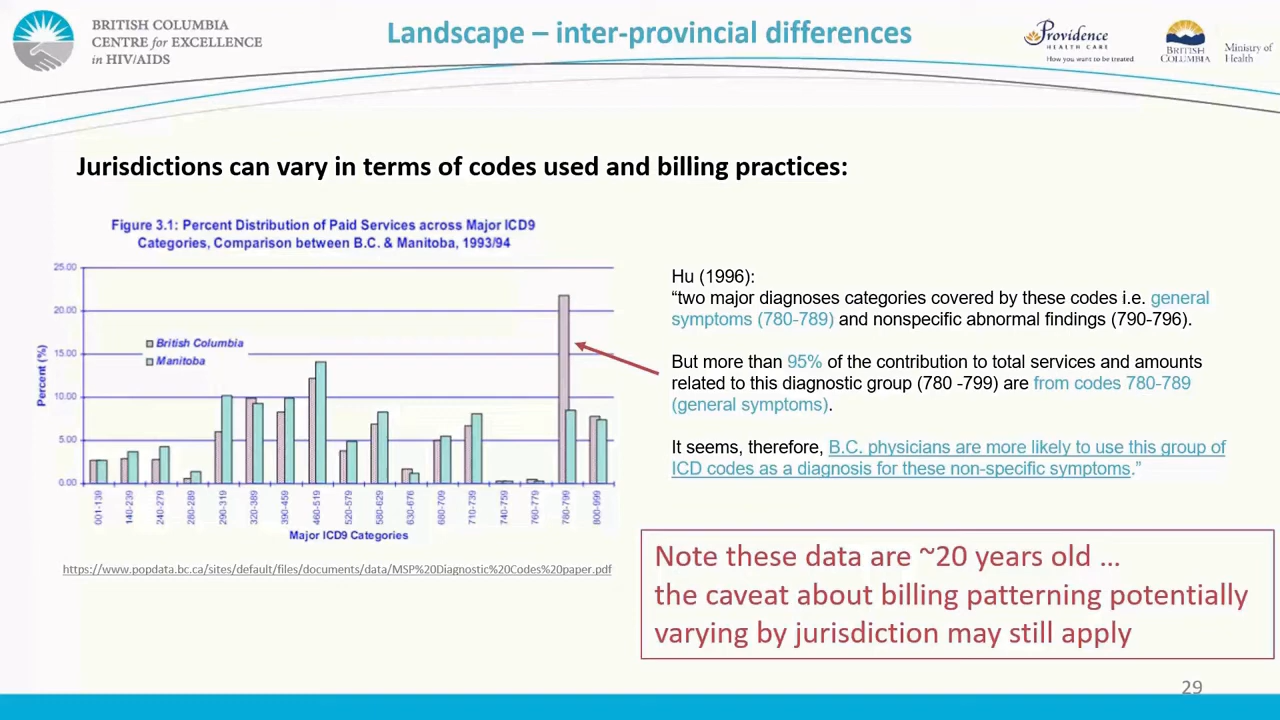 BRITISH COLUMBIA
CENTRE for EXCELLENCE
in HIV/AIDS
Landscape – inter-provincial differences
Providence
HEALTH CARE
How you want to be treated
BRITISH
COLUMBIA
Ministry of
Health
Jurisdictions can vary in terms of codes used and billing practices:
Figure 3.1: Percent Distribution of Paid Services across Major ICD9
Categories, Comparison between B.C. & Manitoba, 1993/94
25.00
20.00
15.00
10.00
5.00
0.00
Percent (%)
British Columbia
Manitoba
001-139
140-239
240-279
280-289
290-319
320-389
390-459
460-519
520-579
580-629
630-676
680-709
710-739
740-759
760-779
780-799
800-999
Major ICD9 Categories
https://www.popdata.bc.ca/sites/default/files/documents/data/MSP%20Diagnostic%20Codes%20paper.pdf
Hu (1996):
“two major diagnoses categories covered by these codes i.e. general
symptoms (780-789) and nonspecific abnormal findings (790-796).
But more than 95% of the contribution to total services and amounts
related to this diagnostic group (780 -799) are from codes 780-789
(general symptoms).
It seems, therefore, B.C. physicians are more likely to use this group of
ICD codes as a diagnosis for these non-specific symptoms.”
Note these data are ~20 years old …
the caveat about billing patterning potentially
varying by jurisdiction may still apply
29